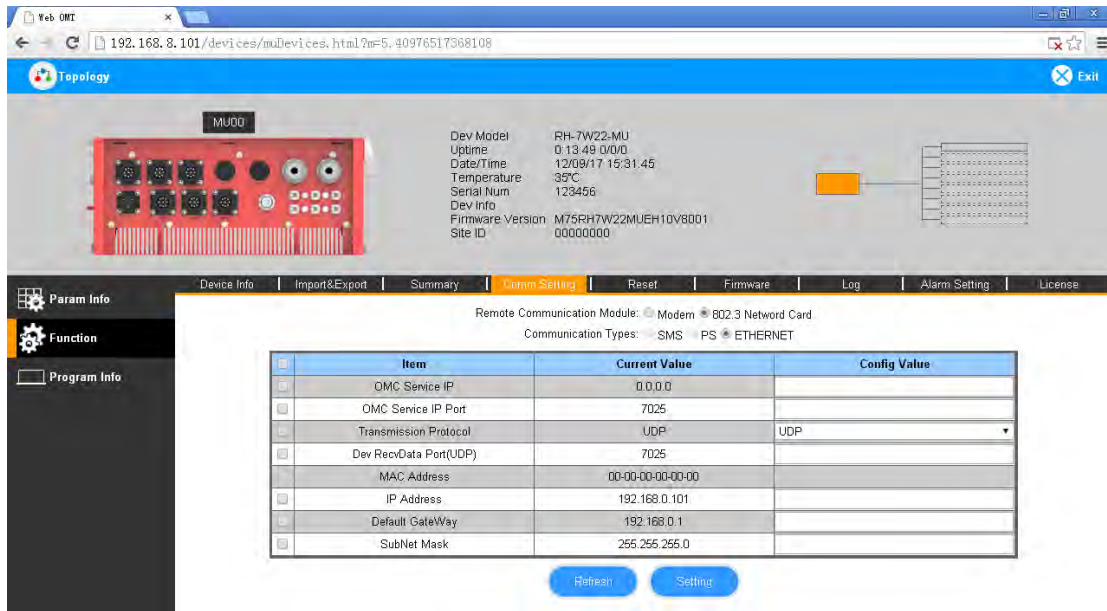 Web OMT
192.168.8.101/devices/muDevices.html?m=5.40976517368108
Topology
Exit
MU00
Dev Model RH-7W22-MU
Uptime 0:13:49 0/0/0
Date/Time 12/09/17 15:31:45
Temperature 35℃
Serial Num 123456
Dev Info
Firmware Version M75RH7W22MUEH10V8001
Site ID 00000000
Param Info
Function
Program Info
Device Info Import&Export Summary Comm Setting Reset Firmware Log Alarm Setting License
Remote Communication Module: Modem 802.3 Netword Card
Communication Types: SMS PS ETHERNET
Item Current Value Config Value
OMC Service IP 0.0.0.0
OMC Service IP Port 7025
Transmission Protocol UDP UDP
Dev RecvData Port(UDP) 7025
MAC Address 00-00-00-00-00-00
IP Address 192.168.0.101
Default GateWay 192.168.0.1
SubNet Mask 255.255.255.0
Refresh Setting